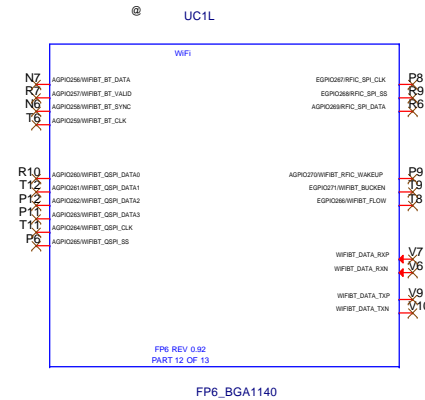 @
UC1L
WiFi
N7 AGPIO256/WIFIBT_BT_DATA EGPIO267/RFIC_SPI_CLK P8
R7 AGPIO257/WIFIBT_BT_VALID EGPIO268/RFIC_SPI_SS R9
N6 AGPIO258/WIFIBT_BT_SYNC AGPIO269/RFIC_SPI_DATA R6
T6 AGPIO259/WIFIBT_BT_CLK
R10 AGPIO260/WIFIBT_QSPI_DATA0 AGPIO270/WIFIBT_RFIC_WAKEUP P9
T12 AGPIO261/WIFIBT_QSPI_DATA1 EGPIO271/WIFIBT_BUCKEN T9
P12 AGPIO262/WIFIBT_QSPI_DATA2 EGPIO266/WIFIBT_FLOW T8
P11 AGPIO263/WIFIBT_QSPI_DATA3
T11 AGPIO264/WIFIBT_QSPI_CLK
P6 AGPIO265/WIFIBT_QSPI_SS
WIFIBT_DATA_RXP V7
WIFIBT_DATA_RXN V6
WIFIBT_DATA_TXP V9
WIFIBT_DATA_TXN V10
FP6 REV 0.92
PART 12 OF 13
FP6_BGA1140